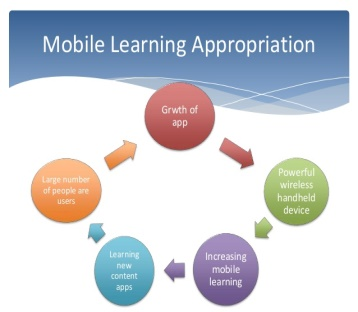 Mobile Learning Appropriation
Grwth of
app
Powerful
wireless
handheld
device
Increasing
mobile
learning
Learning
new
content
apps
Large number
of people are
users